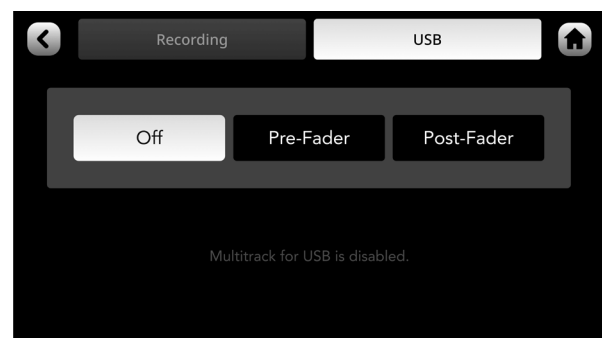 Recording USB
Off Pre-Fader Post-Fader
Multitrack for USB is disabled.